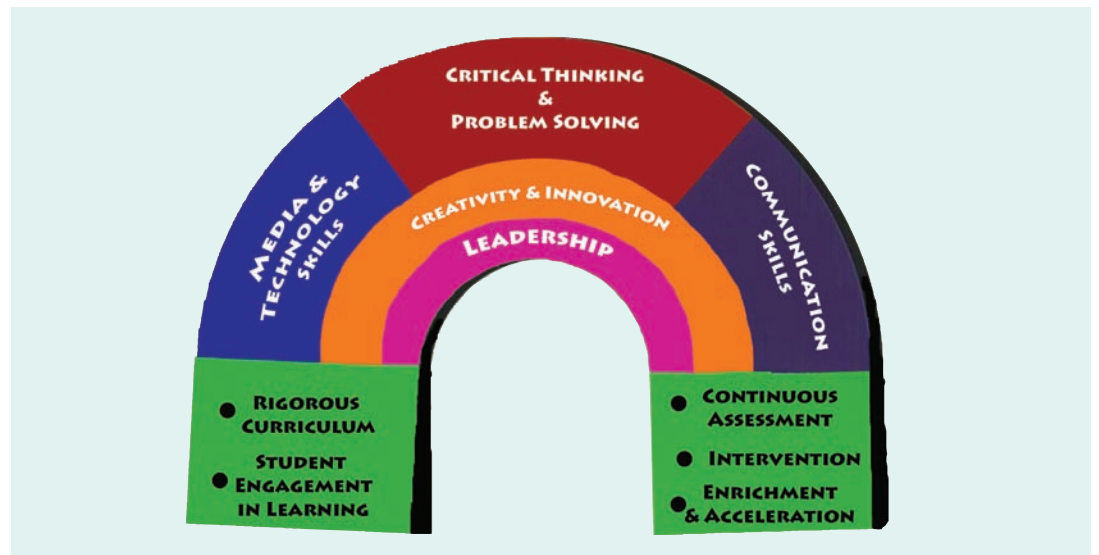 CRITICAL THINKING
&
PROBLEM SOLVING
MEDIA &
TECHNOLOGY
SKILLS
COMMUNICATION
SKILLS
CREATIVITY & INNOVATION
LEADERSHIP
● RIGOROUS
CURRICULUM
● STUDENT
ENGAGEMENT
IN LEARNING
● CONTINUOUS
ASSESSMENT
● INTERVENTION
● ENRICHMENT
& ACCELERATION